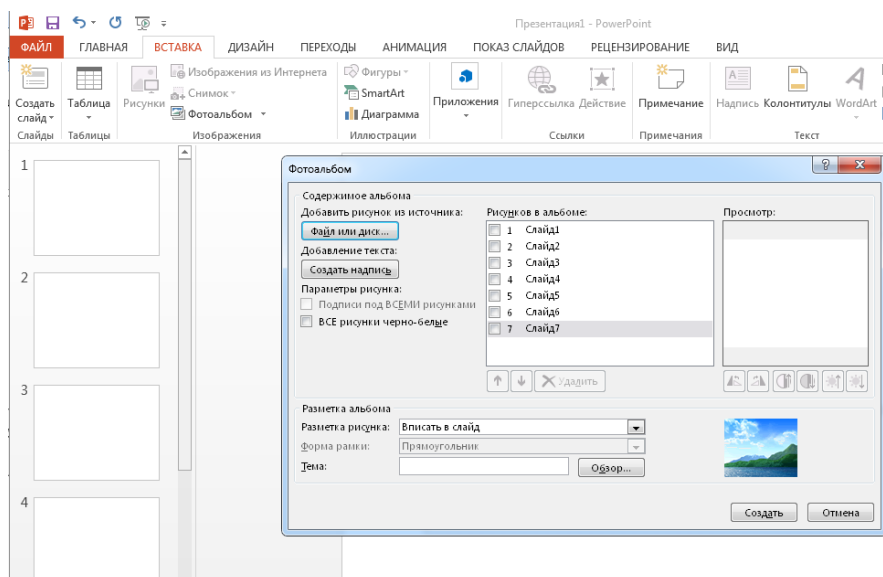 Презентация1 - PowerPoint
ФАЙЛ ГЛАВНАЯ ВСТАВКА ДИЗАЙН ПЕРЕХОДЫ АНИМАЦИЯ ПОКАЗ СЛАЙДОВ РЕЦЕНЗИРОВАНИЕ ВИД
Создать слайд
Таблица
Рисунки
Изображения из Интернета
Снимок
Фотоальбом
Фигуры
SmartArt
Диаграмма
Приложения
Гиперссылка
Действие
Примечание
Надпись
Колонтитулы
WordArt
Слайды Таблицы Изображения Иллюстрации Ссылки Примечания Текст
1
2
3
4
Фотоальбом
Содержимое альбома
Добавить рисунок из источника:
Файл или диск...
Добавление текста:
Создать надпись
Параметры рисунка:
Подписи под ВСЕМИ рисунками
ВСЕ рисунки черно-белые
Рисунков в альбоме:
1 Слайд1
2 Слайд2
3 Слайд3
4 Слайд4
5 Слайд5
6 Слайд6
7 Слайд7
Удалить
Просмотр:
Разметка альбома
Разметка рисунка: Вписать в слайд
Форма рамки: Прямоугольник
Тема:
Обзор...
Создать Отмена